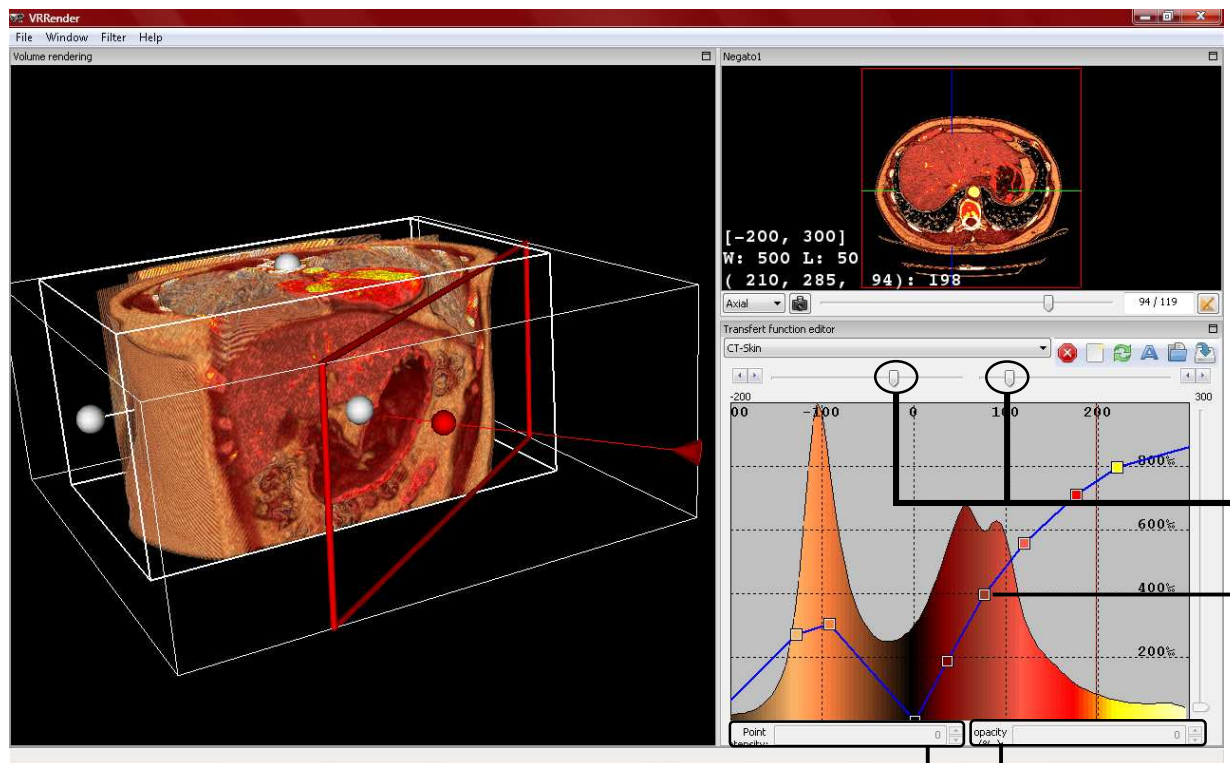 VRRender
File Window Filter Help
Volume rendering
Negato1
[-200, 300]
W: 500 L: 50
( 210, 285, 94): 198
Axial
94 / 119
Transfert function editor
CT-Skin
-200 300
00 -100 0 100 200
800‰
600‰
400‰
200‰
Point
0
opacity
0